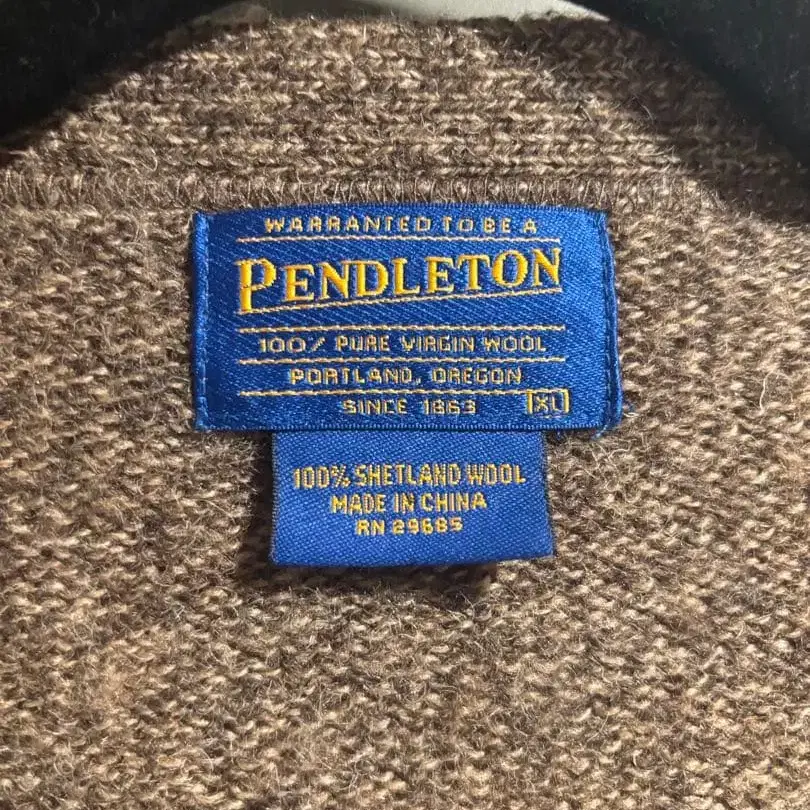 WARRANTED TO BE A
PENDLETON
100% PURE VIRGIN WOOL
PORTLAND, OREGON
SINCE 1863 XL
100% SHETLAND WOOL
MADE IN CHINA
RN 29685